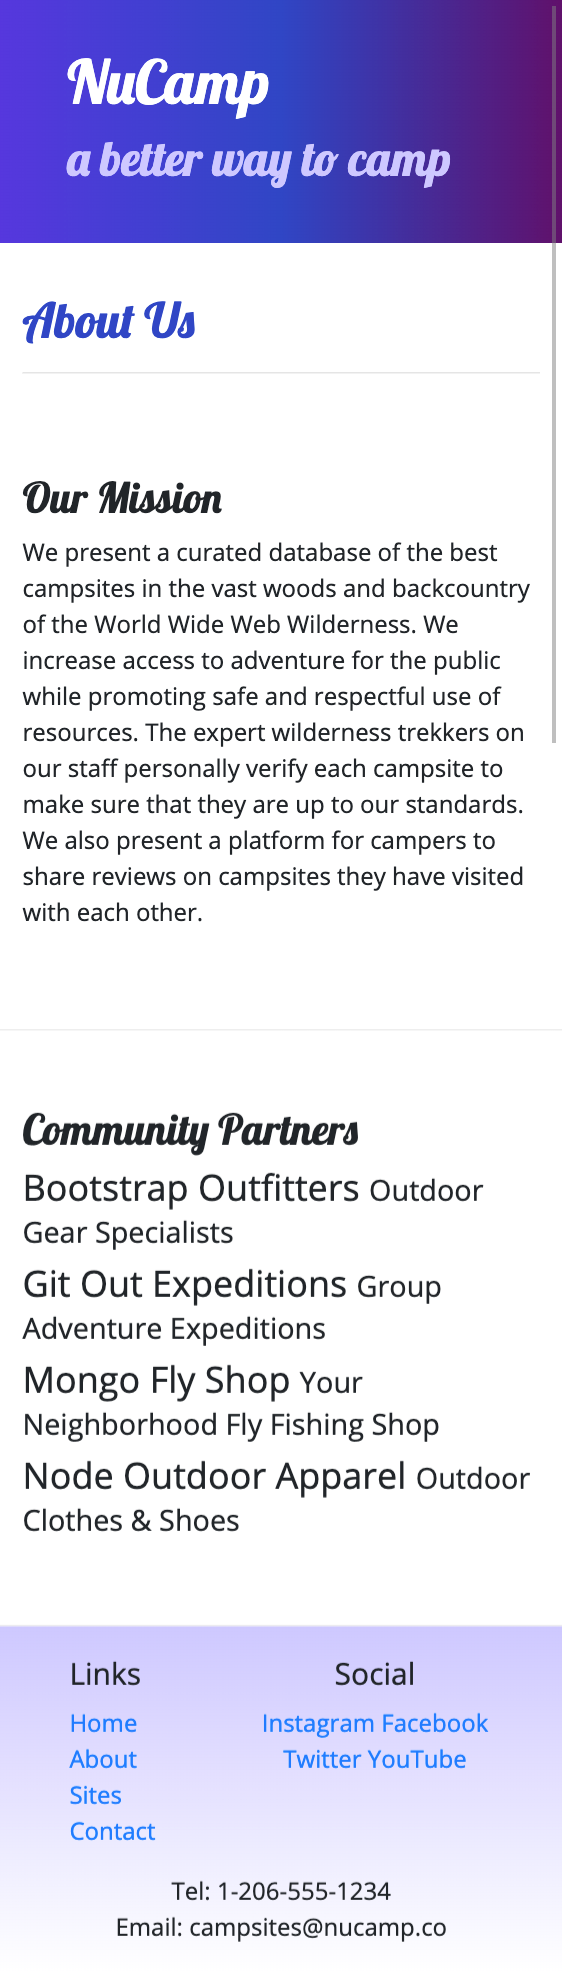 NuCamp
a better way to camp
About Us
Our Mission
We present a curated database of the best
campsites in the vast woods and backcountry
of the World Wide Web Wilderness. We
increase access to adventure for the public
while promoting safe and respectful use of
resources. The expert wilderness trekkers on
our staff personally verify each campsite to
make sure that they are up to our standards.
We also present a platform for campers to
share reviews on campsites they have visited
with each other.
Community Partners
Bootstrap Outfitters Outdoor
Gear Specialists
Git Out Expeditions Group
Adventure Expeditions
Mongo Fly Shop Your
Neighborhood Fly Fishing Shop
Node Outdoor Apparel Outdoor
Clothes & Shoes
Links
Home
About
Sites
Contact
Social
Instagram Facebook
Twitter YouTube
Tel: 1-206-555-1234
Email: campsites@nucamp.co